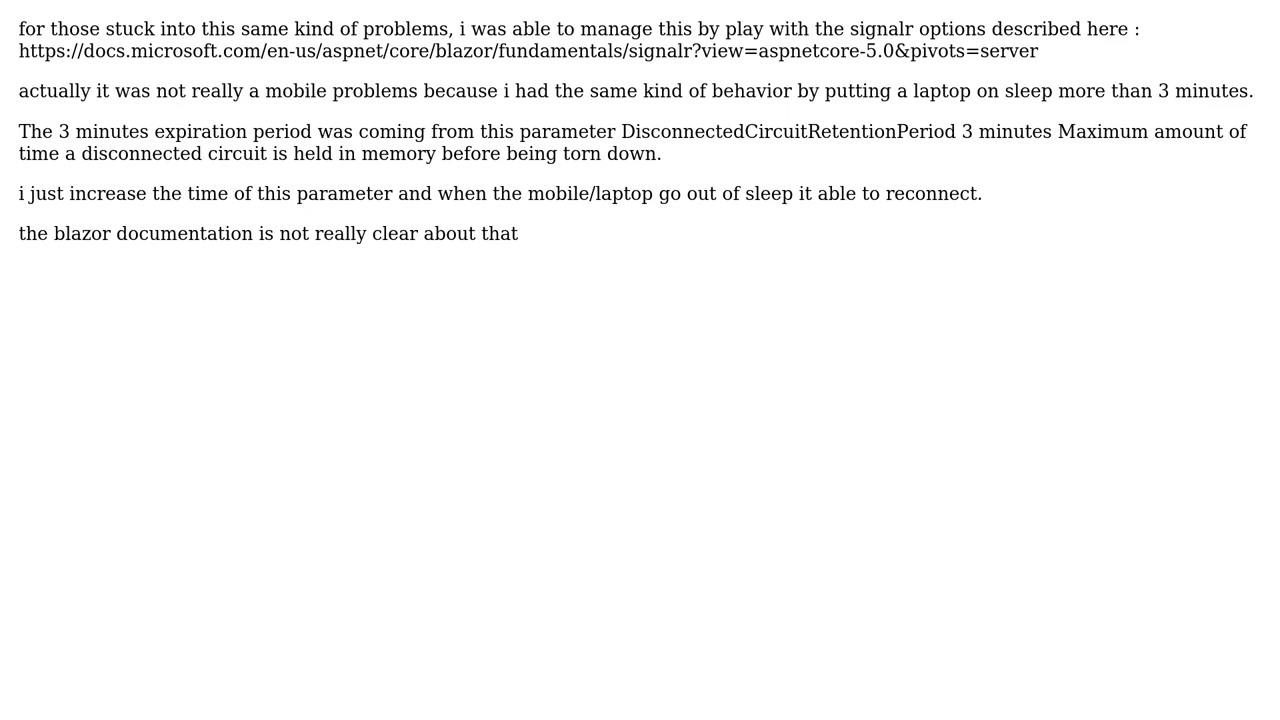 for those stuck into this same kind of problems, i was able to manage this by play with the signalr options described here :
https://docs.microsoft.com/en-us/aspnet/core/blazor/fundamentals/signalr?view=aspnetcore-5.0&pivots=server
actually it was not really a mobile problems because i had the same kind of behavior by putting a laptop on sleep more than 3 minutes.
The 3 minutes expiration period was coming from this parameter DisconnectedCircuitRetentionPeriod 3 minutes Maximum amount of
time a disconnected circuit is held in memory before being torn down.
i just increase the time of this parameter and when the mobile/laptop go out of sleep it able to reconnect.
the blazor documentation is not really clear about that